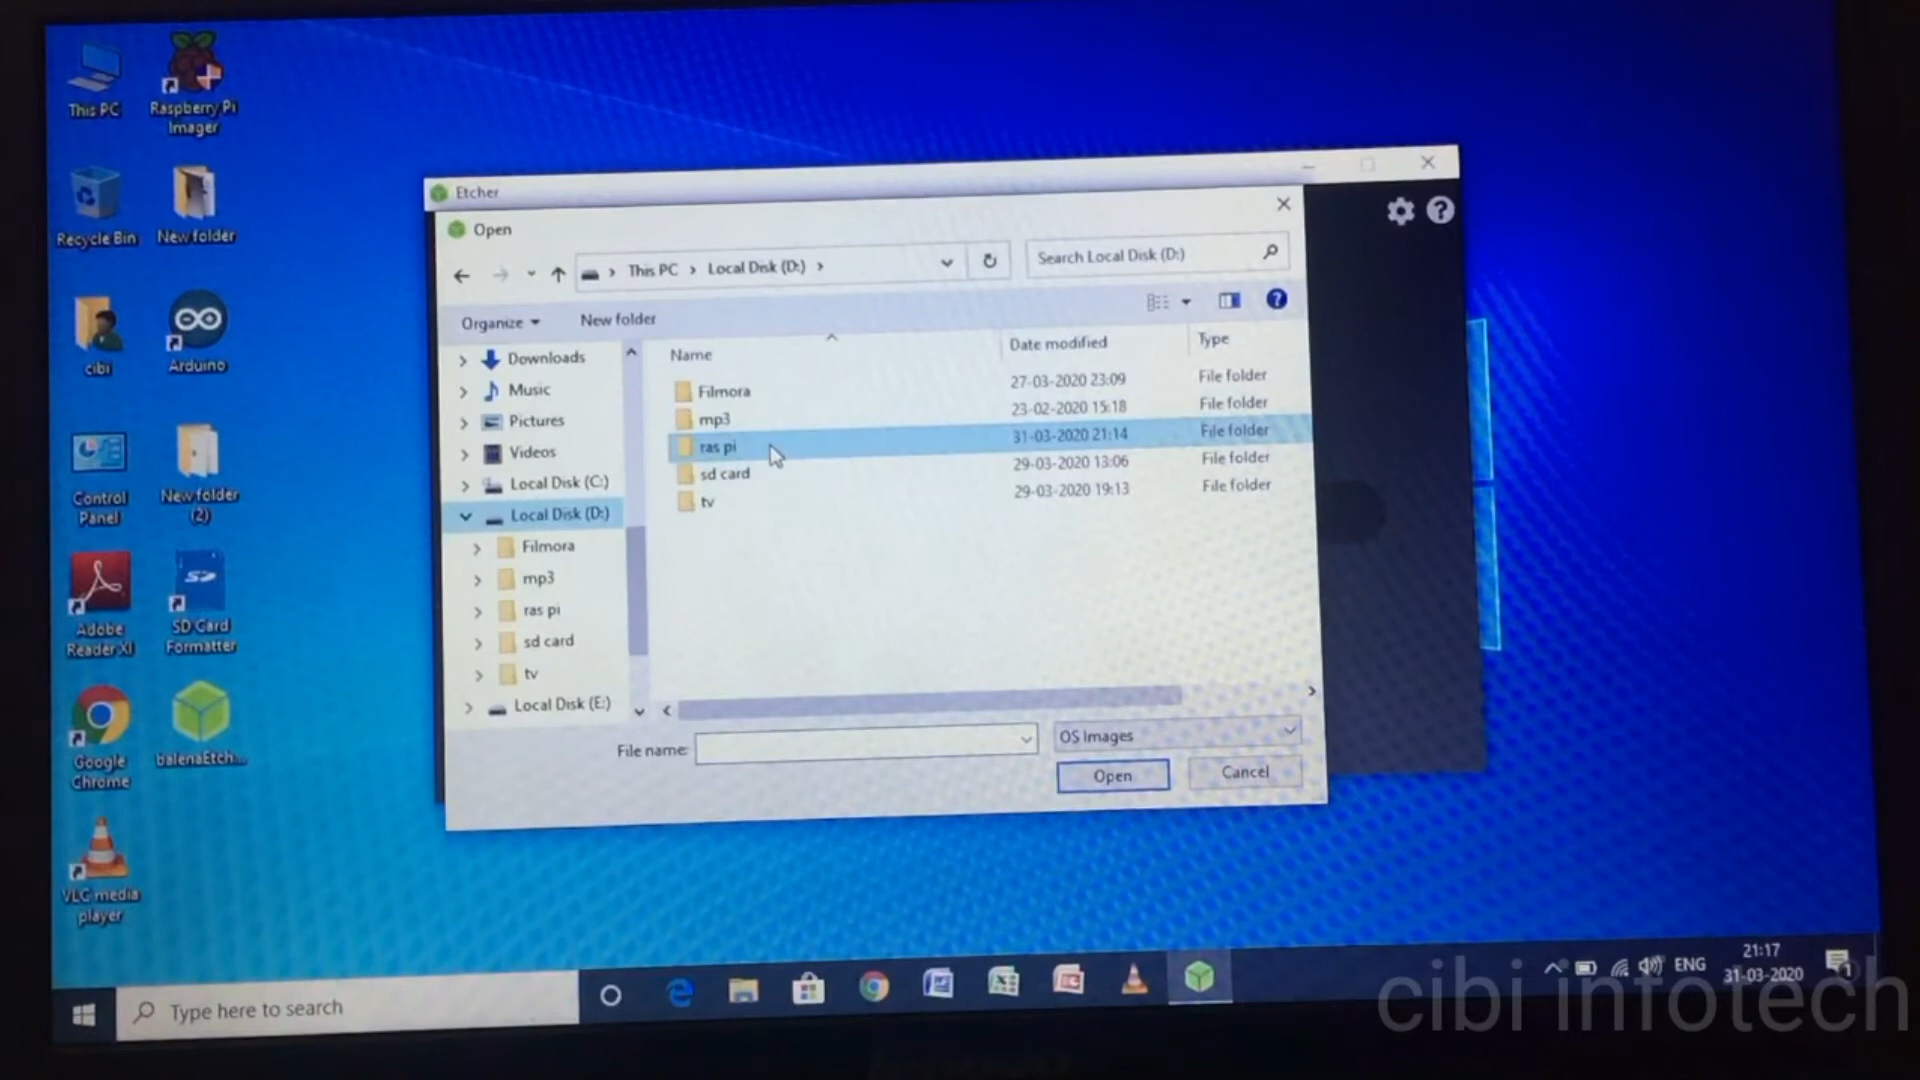 This PC
Raspberry Pi
Imager
Recycle Bin
New folder
cibi
Arduino
Control
Panel
New folder
(2)
Adobe
Reader XI
SD Card
Formatter
Google
Chrome
balenaEtch...
VLC media
player
Etcher
Open
This PC > Local Disk (D:) >
Search Local Disk (D:)
Organize
New folder
Downloads
Music
Pictures
Videos
Local Disk (C:)
Local Disk (D:)
Filmora
mp3
ras pi
sd card
tv
Local Disk (E:)
Name Date modified Type
Filmora 27-03-2020 23:09 File folder
mp3 23-02-2020 15:18 File folder
ras pi 31-03-2020 21:14 File folder
sd card 29-03-2020 13:06 File folder
tv 29-03-2020 19:13 File folder
File name:
OS Images
Open
Cancel
Type here to search
ENG
21:17
31-03-2020
cibi infotech